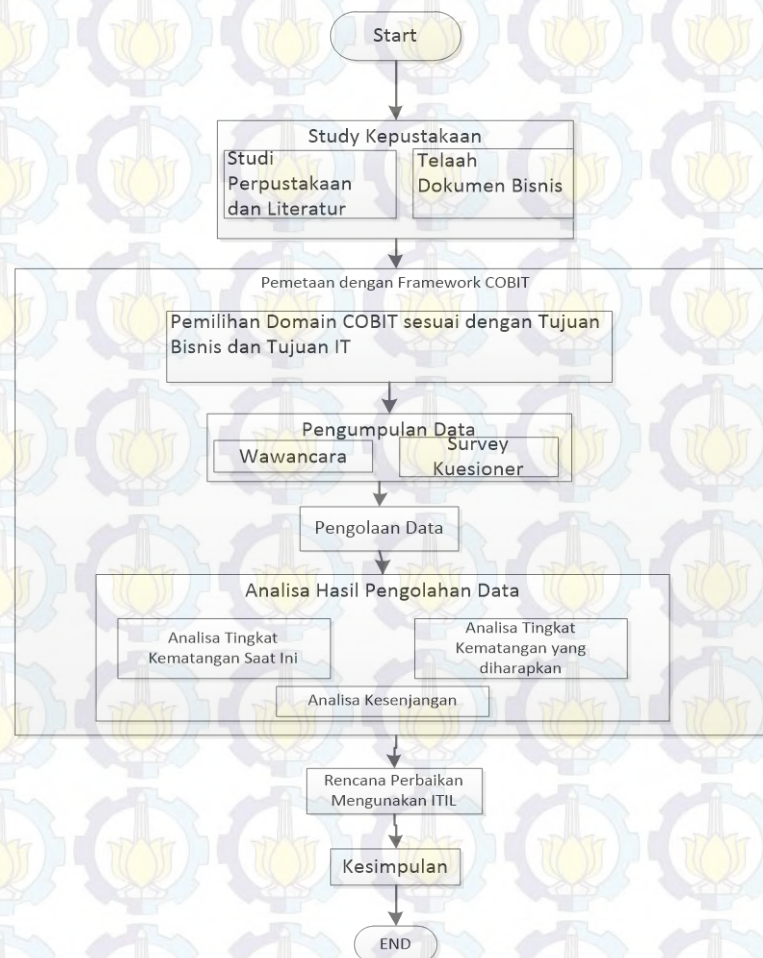 Start
Study Kepustakaan
Studi
Perpustakaan
dan Literatur
Telaah
Dokumen Bisnis
Pemetaan dengan Framework COBIT
Pemilihan Domain COBIT sesuai dengan Tujuan
Bisnis dan Tujuan IT
Pengumpulan Data
Wawancara
Survey
Kuesioner
Pengolaan Data
Analisa Hasil Pengolahan Data
Analisa Tingkat
Kematangan Saat Ini
Analisa Tingkat
Kematangan yang
diharapkan
Analisa Kesenjangan
Rencana Perbaikan
Mengunakan ITIL
Kesimpulan
END